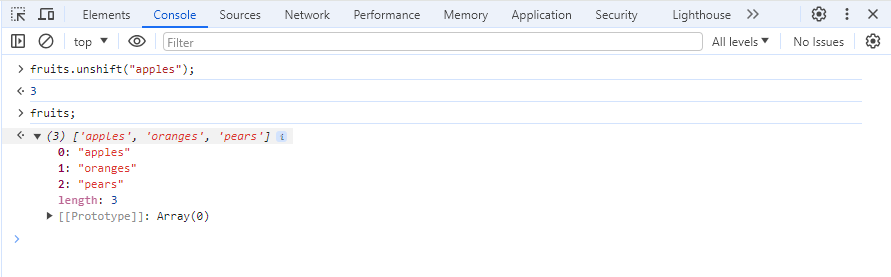 Elements Console Sources Network Performance Memory Application Security Lighthouse
top Filter All levels No Issues
fruits.unshift("apples");
3
fruits;
(3) ['apples', 'oranges', 'pears'] i
0: "apples"
1: "oranges"
2: "pears"
length: 3
[[Prototype]]: Array(0)